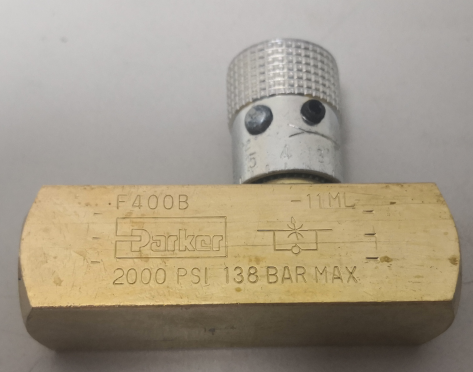 F400B -11ML
Parker
2000 PSI 138 BAR MAX